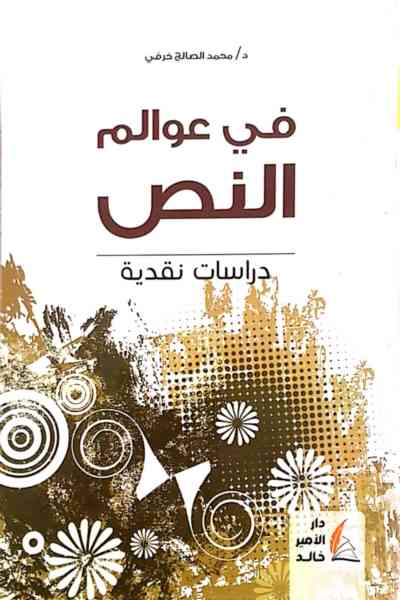 د/ محمد الصالح خرفي
في عوالم
النص
دراسات نقدية
دار
الأمير
خالد